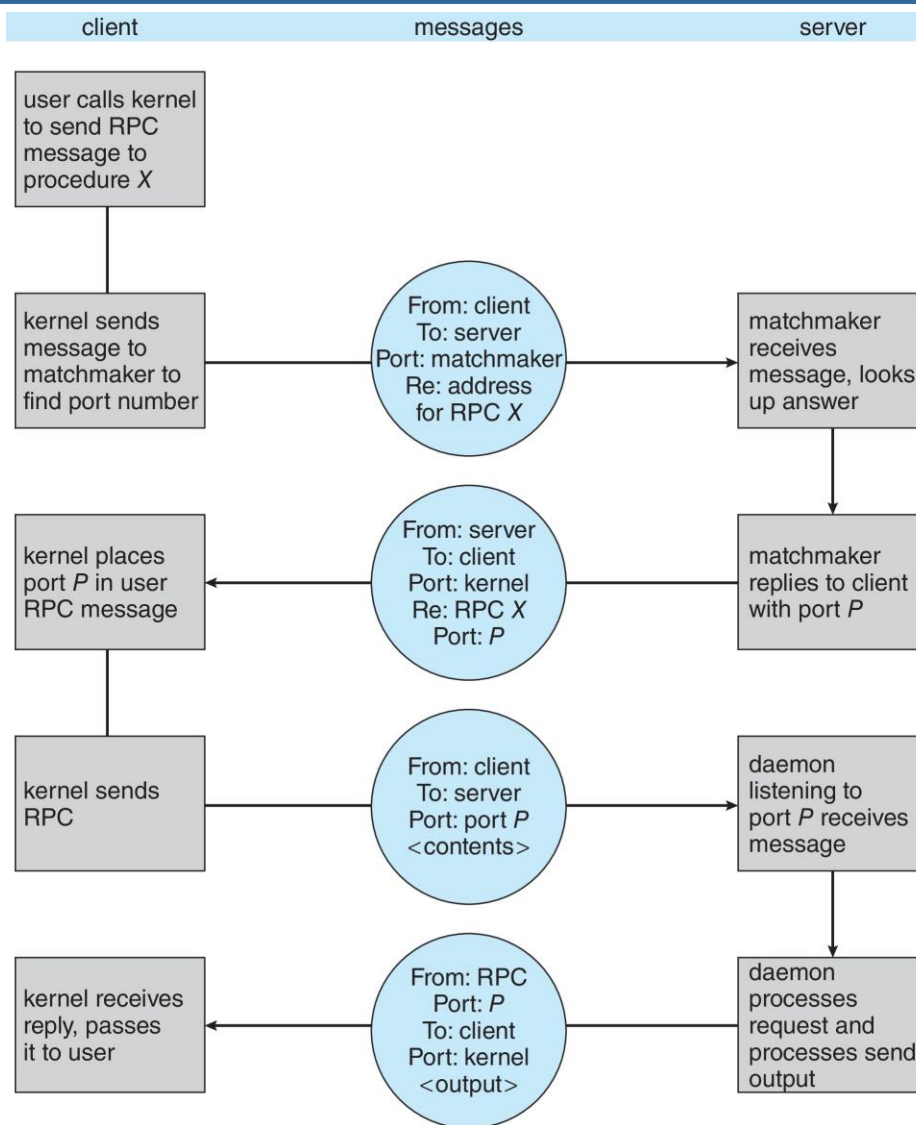 client
messages
server
user calls kernel
to send RPC
message to
procedure X
kernel sends
message to
matchmaker to
find port number
From: client
To: server
Port: matchmaker
Re: address
for RPC X
matchmaker
receives
message, looks
up answer
kernel places
port P in user
RPC message
From: server
To: client
Port: kernel
Re: RPC X
Port: P
matchmaker
replies to client
with port P
kernel sends
RPC
From: client
To: server
Port: port P
<contents>
daemon
listening to
port P receives
message
kernel receives
reply, passes
it to user
From: RPC
Port: P
To: client
Port: kernel
<output>
daemon
processes
request and
processes send
output